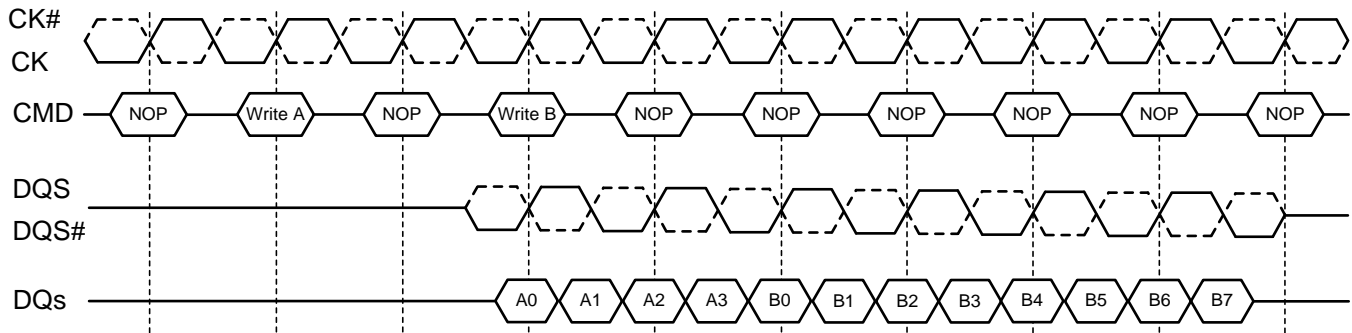 CK#
CK
CMD NOP Write A NOP Write B NOP NOP NOP NOP NOP NOP
DQS
DQS#
DQs A0 A1 A2 A3 B0 B1 B2 B3 B4 B5 B6 B7